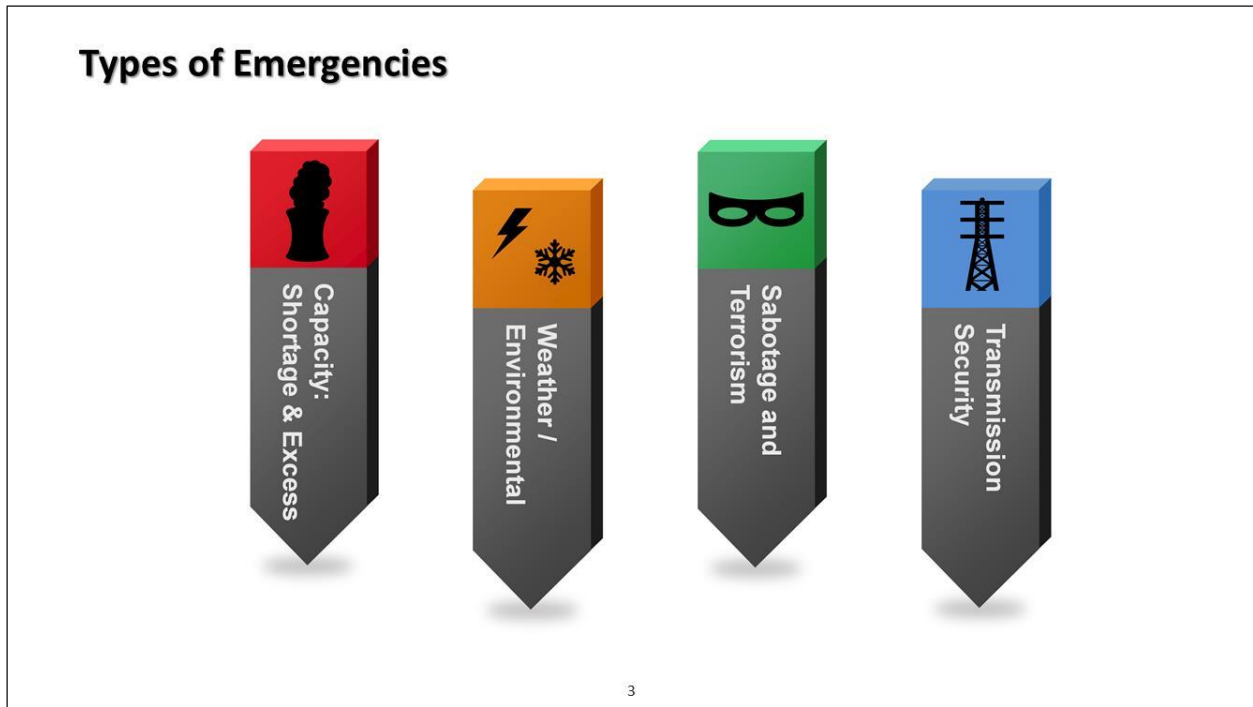 Types of Emergencies
Capacity:
Shortage & Excess
Weather /
Environmental
Sabotage and
Terrorism
Transmission
Security
3